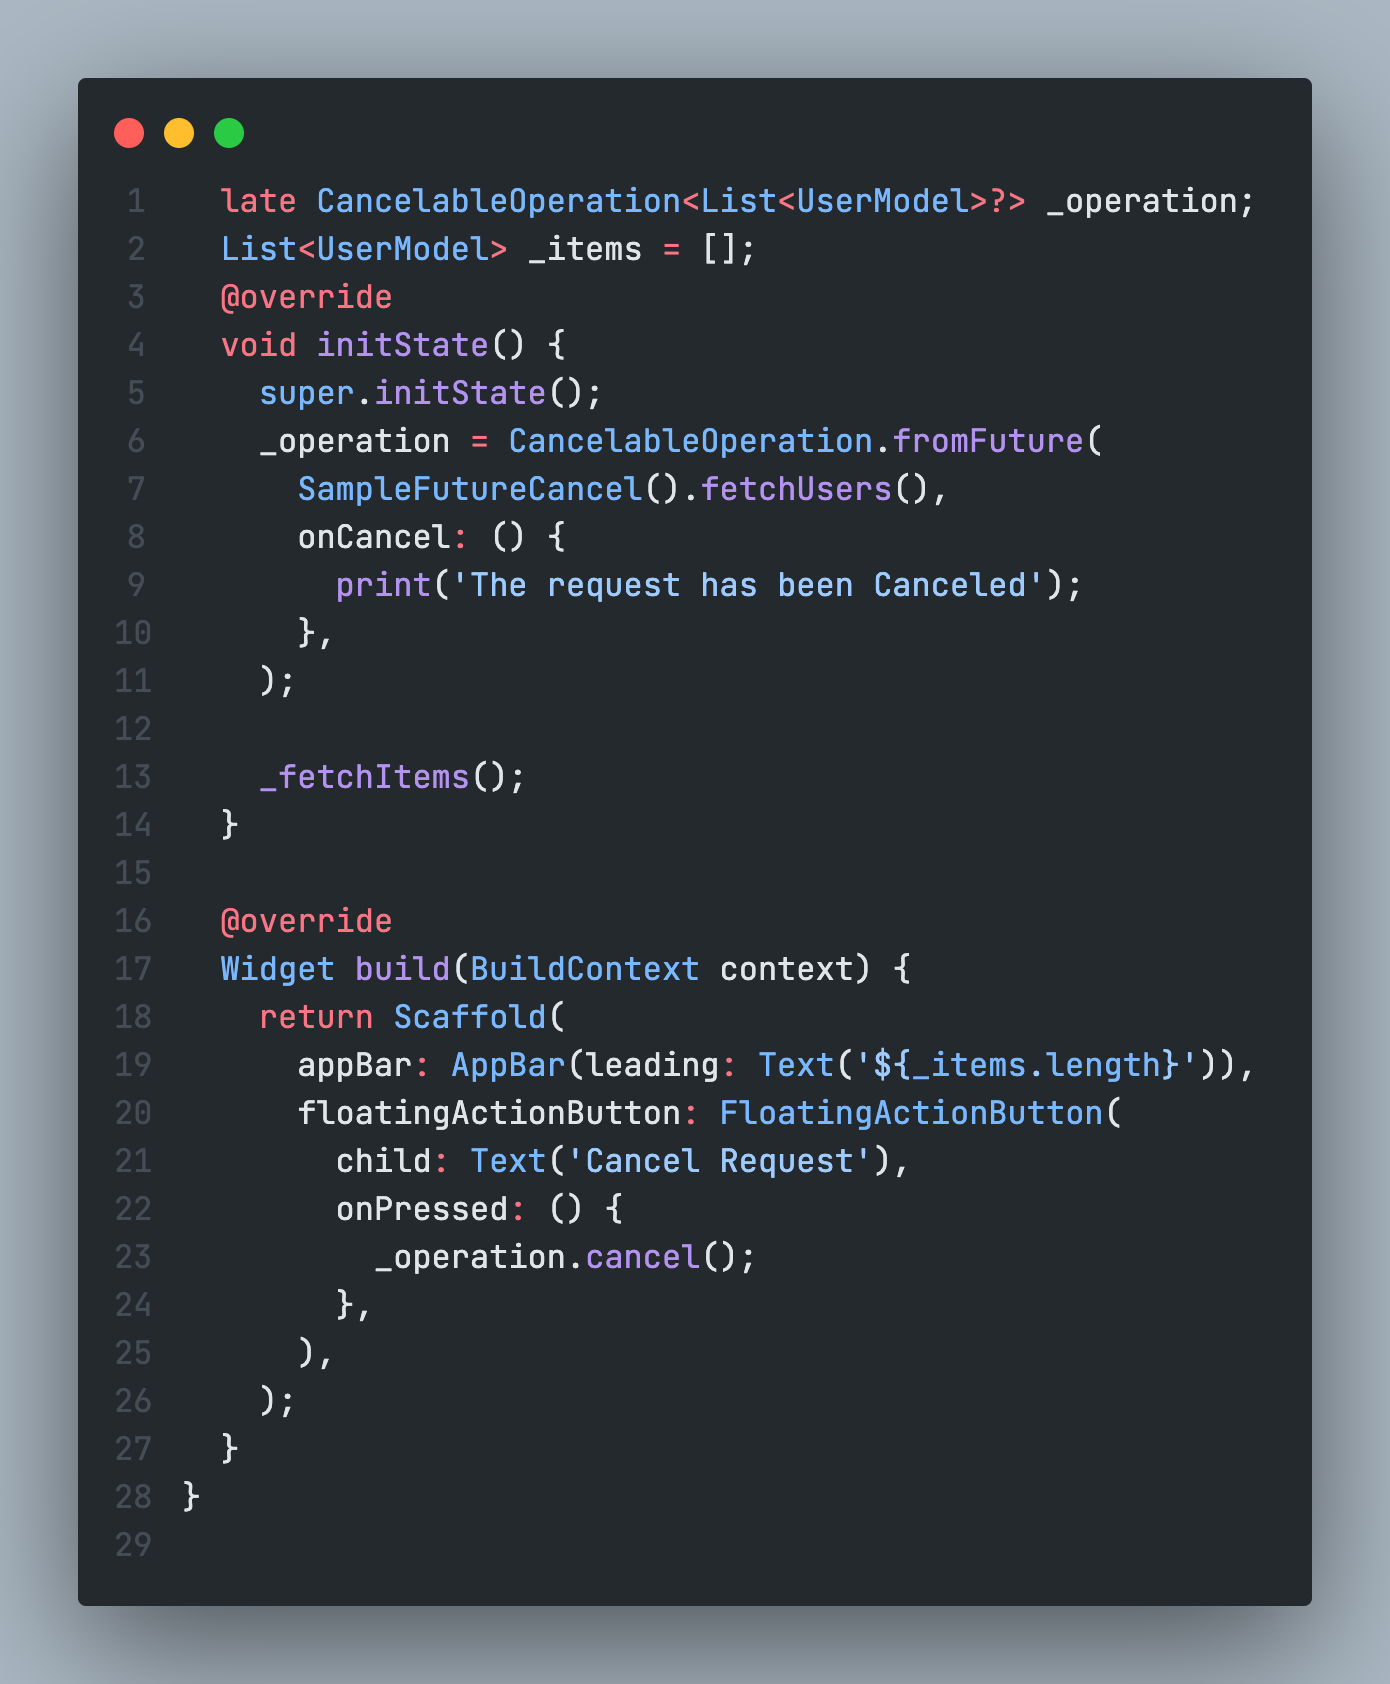 1 late CancelableOperation<List<UserModel>?> _operation;
2 List<UserModel> _items = [];
3 @override
4 void initState() {
5 super.initState();
6 _operation = CancelableOperation.fromFuture(
7 SampleFutureCancel().fetchUsers(),
8 onCancel: () {
9 print('The request has been Canceled');
10 },
11 );
12
13 _fetchItems();
14 }
15
16 @override
17 Widget build(BuildContext context) {
18 return Scaffold(
19 appBar: AppBar(leading: Text('${_items.length}')),
20 floatingActionButton: FloatingActionButton(
21 child: Text('Cancel Request'),
22 onPressed: () {
23 _operation.cancel();
24 },
25 ),
26 );
27 }
28 }
29